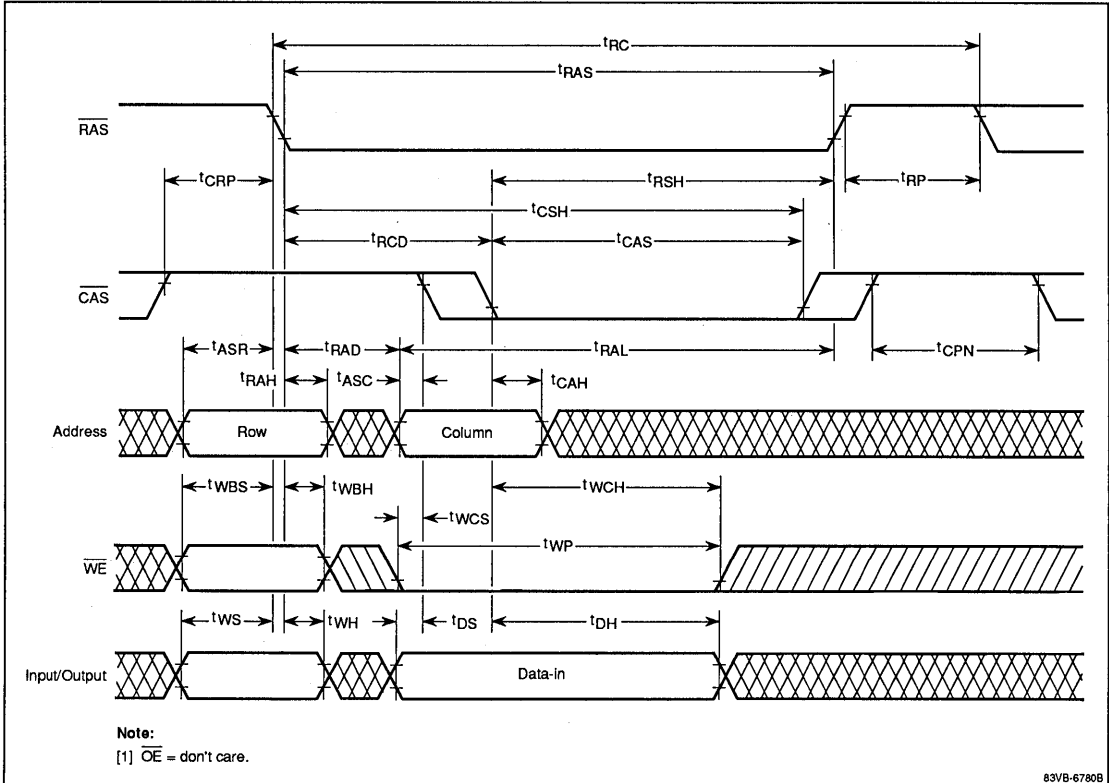 tRC
tRAS
RAS
tCRP
tRSH
tRP
tCSH
tRCD
tCAS
CAS
tASR
tRAD
tRAL
tCPN
tRAH
tASC
tCAH
Address
Row
Column
tWBS
tWBH
tWCH
tWCS
tWP
WE
tWS
tWH
tDS
tDH
Input/Output
Data-in
Note:
[1] OE = don't care.
83VB-6780B